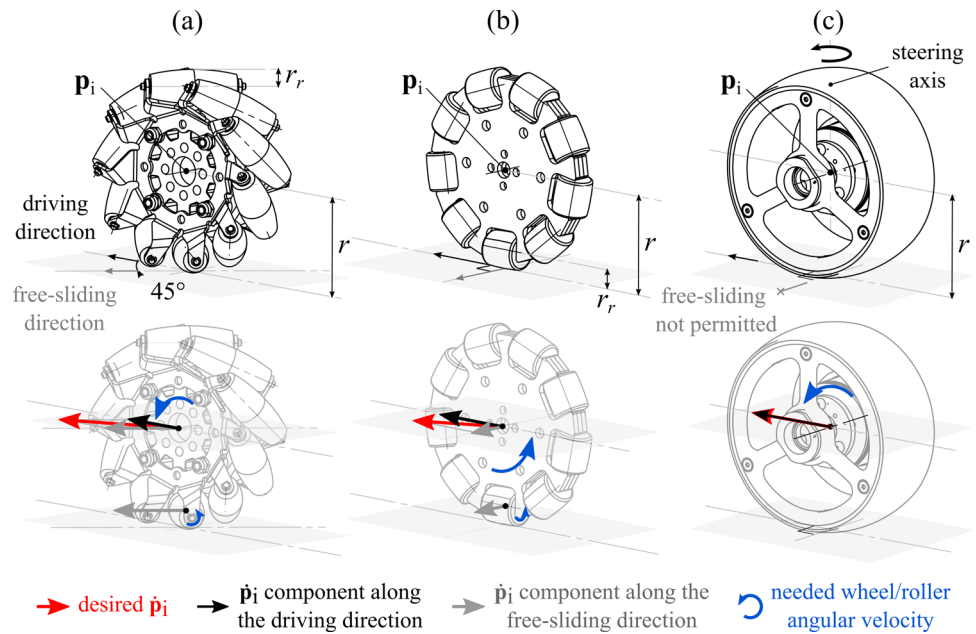 (a)
(b)
(c)
p_i
r_r
p_i
p_i
steering
axis
driving
direction
45°
free-sliding
direction
r
r
r_r
free-sliding
not permitted
r
desired ṗ_i
ṗ_i component along
the driving direction
ṗ_i component along the
free-sliding direction
needed wheel/roller
angular velocity